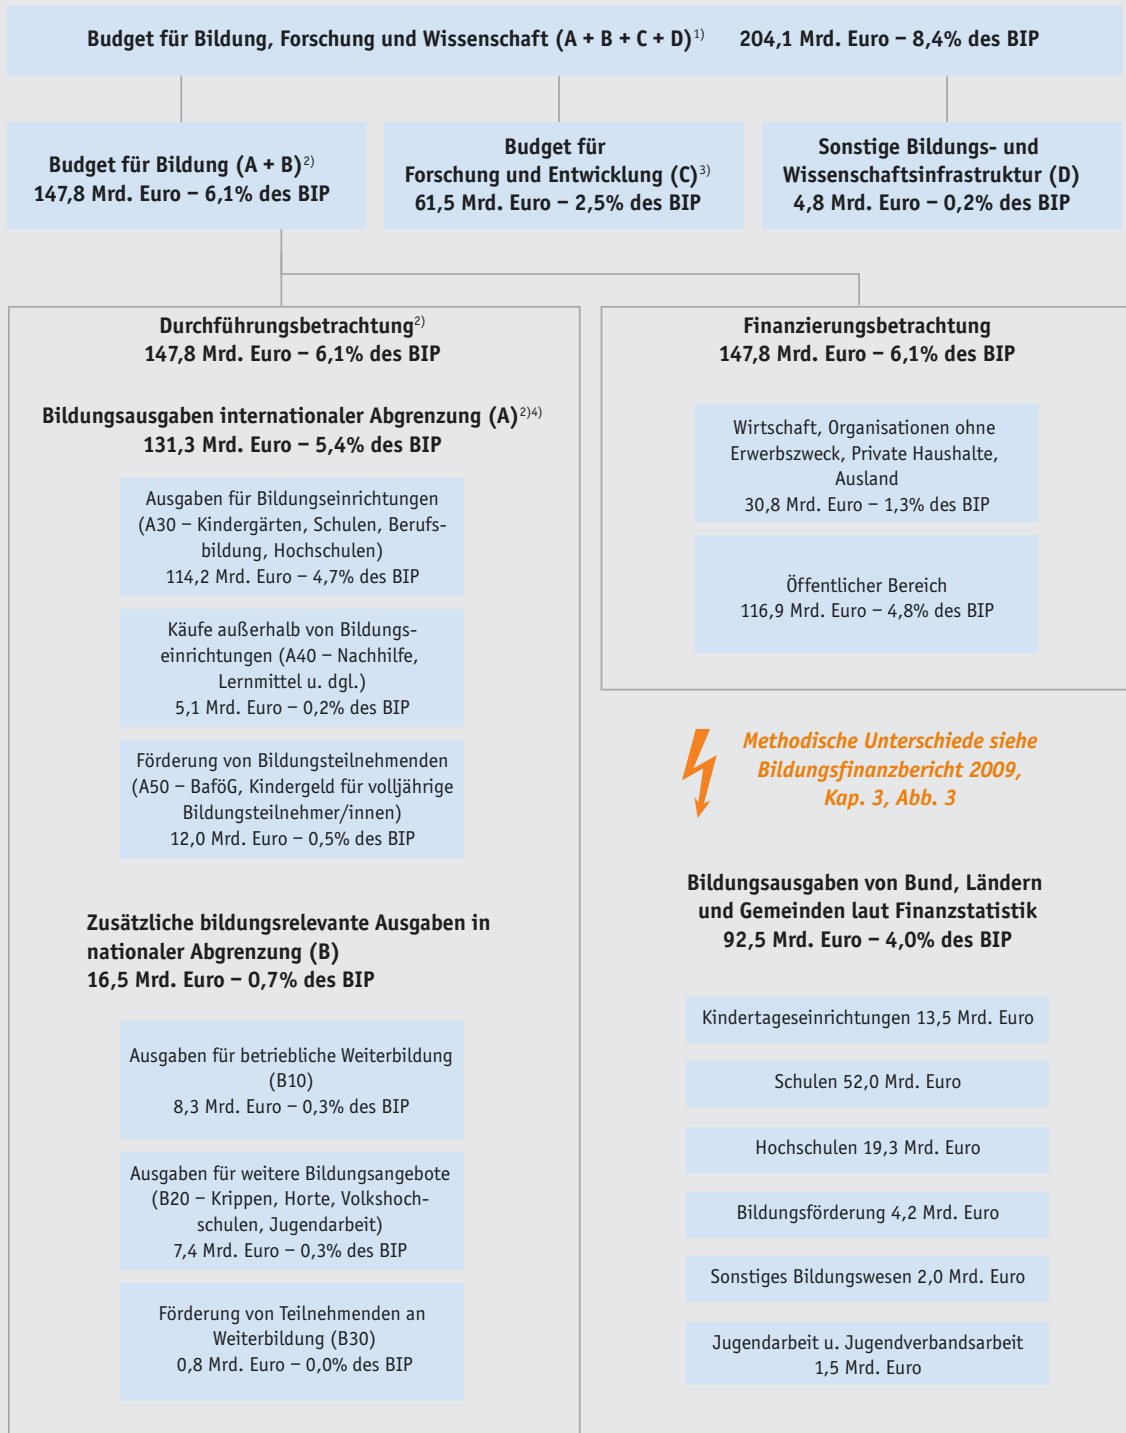 Budget für Bildung, Forschung und Wissenschaft (A + B + C + D)1) 204,1 Mrd. Euro – 8,4% des BIP
Budget für Bildung (A + B)2)
147,8 Mrd. Euro – 6,1% des BIP
Budget für
Forschung und Entwicklung (C)3)
61,5 Mrd. Euro – 2,5% des BIP
Sonstige Bildungs- und
Wissenschaftsinfrastruktur (D)
4,8 Mrd. Euro – 0,2% des BIP
Durchführungsbetrachtung2)
147,8 Mrd. Euro – 6,1% des BIP
Bildungsausgaben internationaler Abgrenzung (A)2)4)
131,3 Mrd. Euro – 5,4% des BIP
Ausgaben für Bildungseinrichtungen
(A30 – Kindergärten, Schulen, Berufs-
bildung, Hochschulen)
114,2 Mrd. Euro – 4,7% des BIP
Käufe außerhalb von Bildungs-
einrichtungen (A40 – Nachhilfe,
Lernmittel u. dgl.)
5,1 Mrd. Euro – 0,2% des BIP
Förderung von Bildungsteilnehmenden
(A50 – BaföG, Kindergeld für volljährige
Bildungsteilnehmer/innen)
12,0 Mrd. Euro – 0,5% des BIP
Zusätzliche bildungsrelevante Ausgaben in
nationaler Abgrenzung (B)
16,5 Mrd. Euro – 0,7% des BIP
Ausgaben für betriebliche Weiterbildung
(B10)
8,3 Mrd. Euro – 0,3% des BIP
Ausgaben für weitere Bildungsangebote
(B20 – Krippen, Horte, Volkshoch-
schulen, Jugendarbeit)
7,4 Mrd. Euro – 0,3% des BIP
Förderung von Teilnehmenden an
Weiterbildung (B30)
0,8 Mrd. Euro – 0,0% des BIP
Finanzierungsbetrachtung
147,8 Mrd. Euro – 6,1% des BIP
Wirtschaft, Organisationen ohne
Erwerbszweck, Private Haushalte,
Ausland
30,8 Mrd. Euro – 1,3% des BIP
Öffentlicher Bereich
116,9 Mrd. Euro – 4,8% des BIP
Methodische Unterschiede siehe
Bildungsfinanzbericht 2009,
Kap. 3, Abb. 3
Bildungsausgaben von Bund, Ländern
und Gemeinden laut Finanzstatistik
92,5 Mrd. Euro – 4,0% des BIP
Kindertageseinrichtungen 13,5 Mrd. Euro
Schulen 52,0 Mrd. Euro
Hochschulen 19,3 Mrd. Euro
Bildungsförderung 4,2 Mrd. Euro
Sonstiges Bildungswesen 2,0 Mrd. Euro
Jugendarbeit u. Jugendverbandsarbeit
1,5 Mrd. Euro